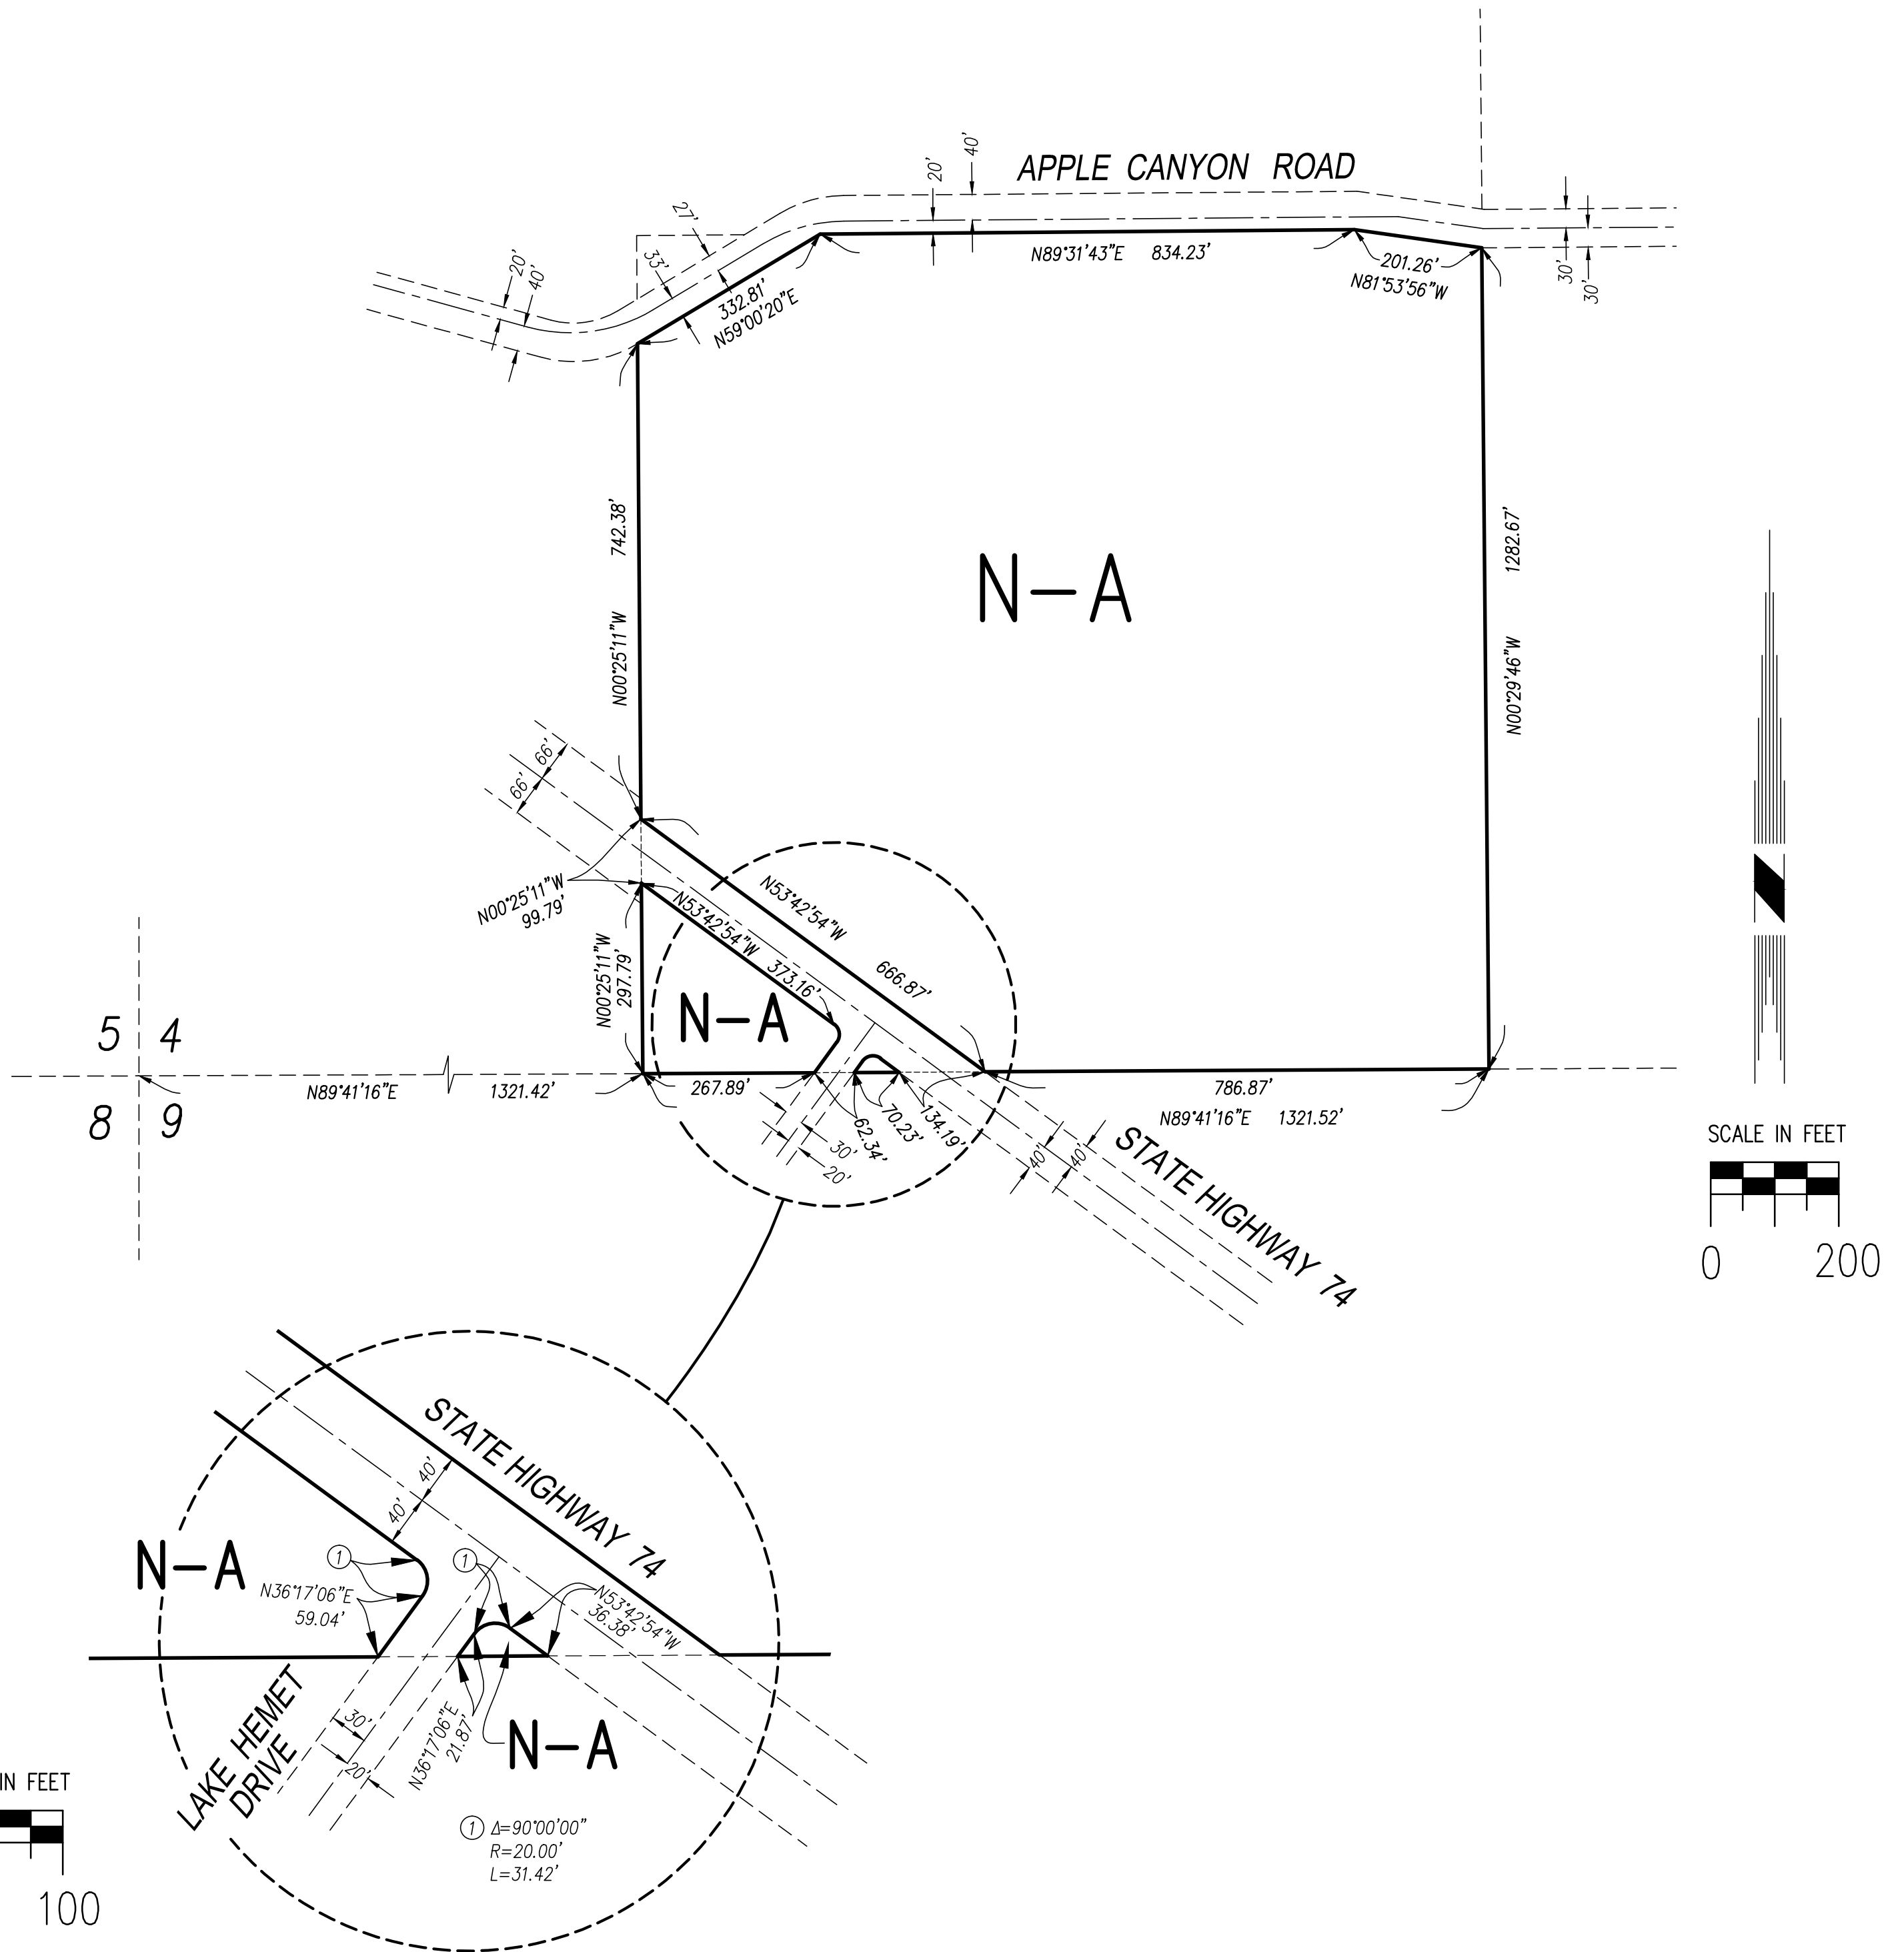 APPLE CANYON ROAD
20'
40'
27'
33'
20'
40'
332.81'
N59°00'20"E
N89°31'43"E 834.23'
201.26'
N81°53'56"W
30'
30'
742.38'
N00°25'11"W
N-A
1282.67'
N00°29'46"W
66'
66'
N00°25'11"W
99.79'
N53°42'54"W
666.87'
N53°42'54"W 373.16'
N00°25'11"W
297.79'
N-A
5 4
8 9
N89°41'16"E 1321.42'
267.89'
62.34'
70.23'
134.19'
786.87'
N89°41'16"E 1321.52'
30'
20'
40'
40'
STATE HIGHWAY 74
N
SCALE IN FEET
0 200
STATE HIGHWAY 74
40'
40'
N-A
1
1
N36°17'06"E
59.04'
N53°42'54"W
36.38'
LAKE HEMET
DRIVE
30'
20'
N36°17'06"E
21.87'
N-A
1 Δ=90°00'00"
R=20.00'
L=31.42'
IN FEET
100